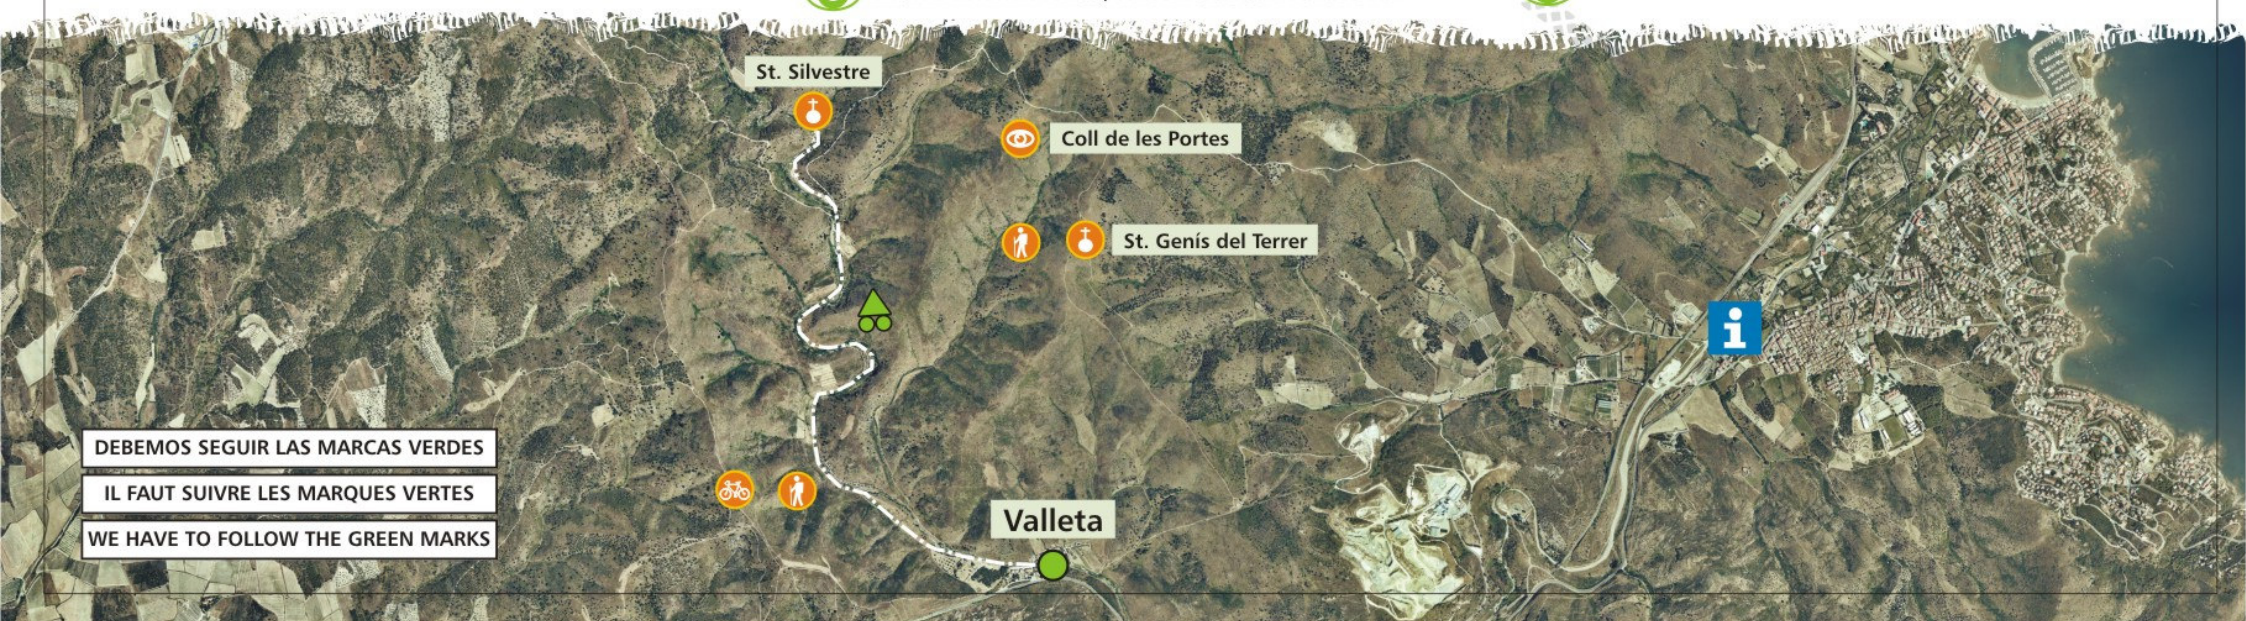 St. Silvestre
Coll de les Portes
St. Genís del Terrer
DEBEMOS SEGUIR LAS MARCAS VERDES
IL FAUT SUIVRE LES MARQUES VERTES
WE HAVE TO FOLLOW THE GREEN MARKS
Valleta
i